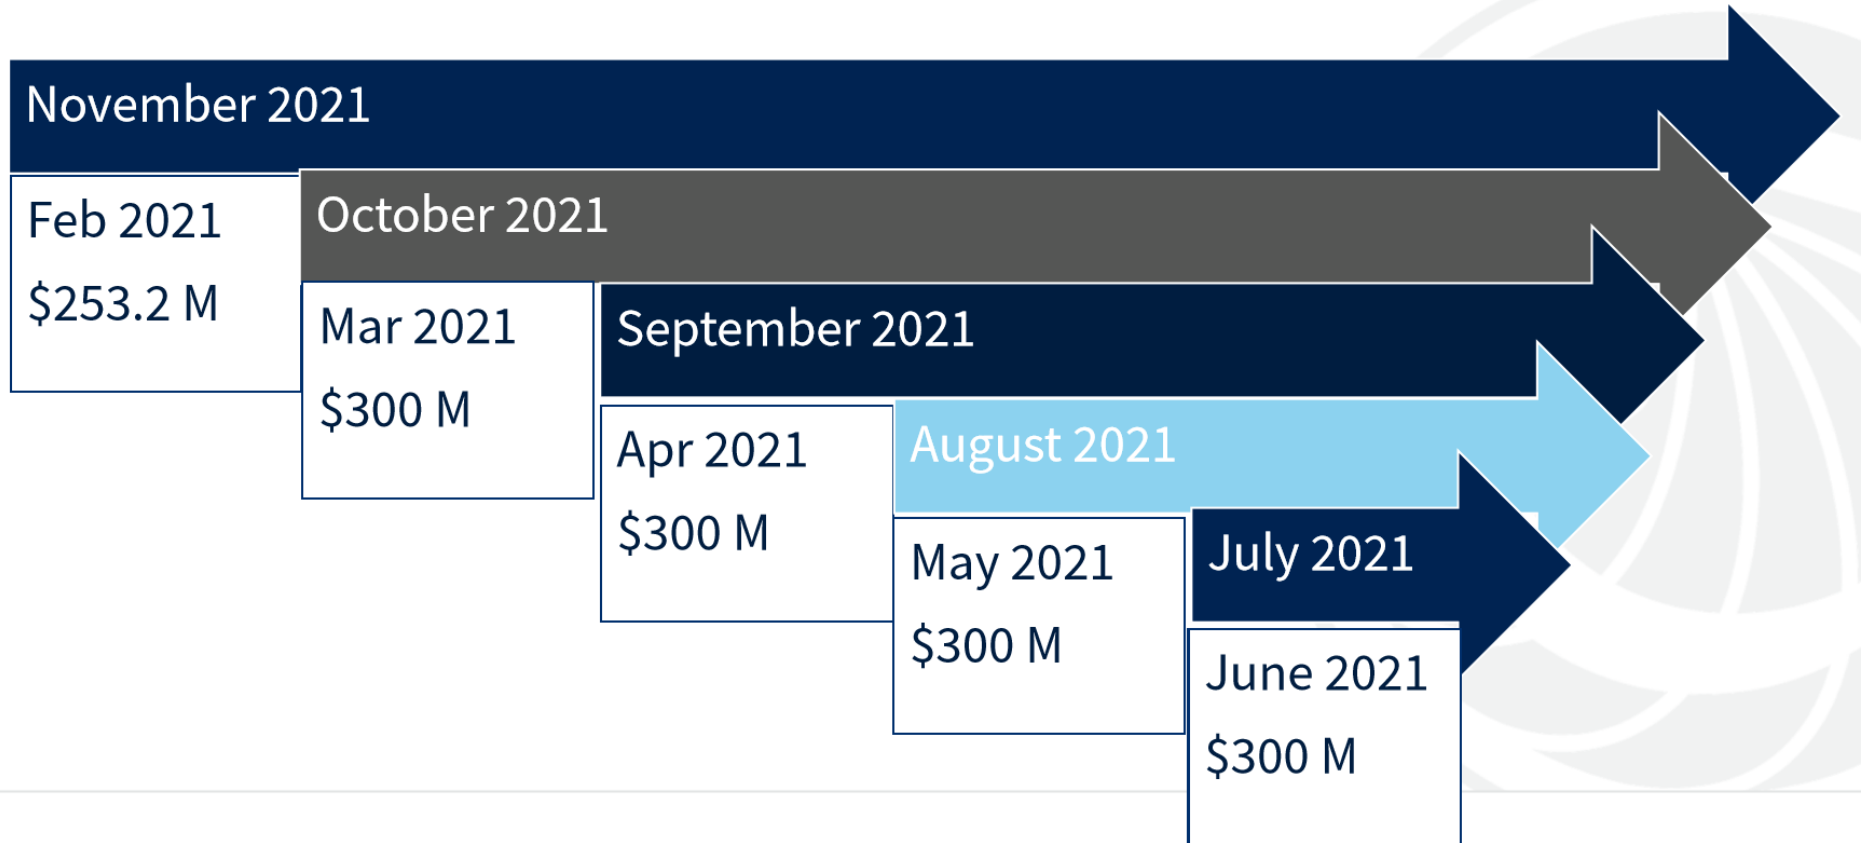 November 2021
Feb 2021
$253.2 M
October 2021
Mar 2021
$300 M
September 2021
Apr 2021
$300 M
August 2021
May 2021
$300 M
July 2021
June 2021
$300 M